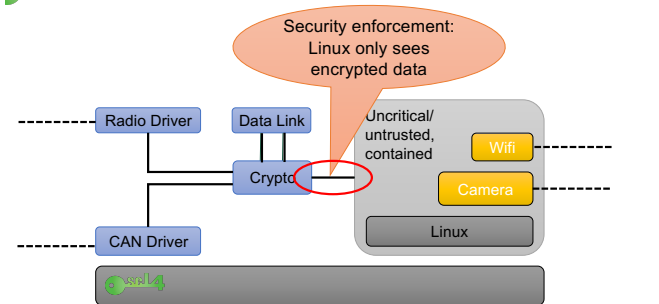 Security enforcement:
Linux only sees
encrypted data
Radio Driver
Data Link
Uncritical/
untrusted,
contained
Wifi
Crypto
Camera
Linux
CAN Driver
seL4